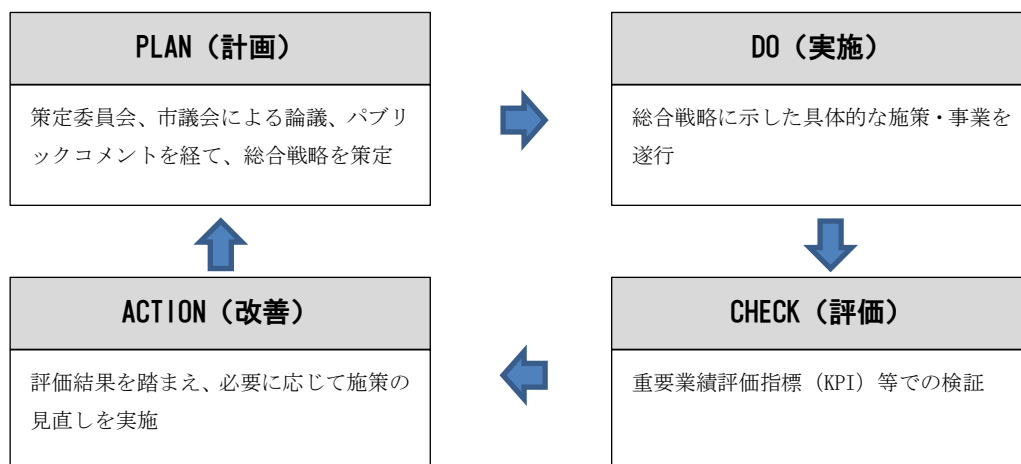 PLAN（計画）
策定委員会、市議会による論議、パブリ
ックコメントを経て、総合戦略を策定
DO（実施）
総合戦略に示した具体的な施策・事業を
遂行
ACTION（改善）
評価結果を踏まえ、必要に応じて施策の
見直しを実施
CHECK（評価）
重要業績評価指標（KPI）等での検証